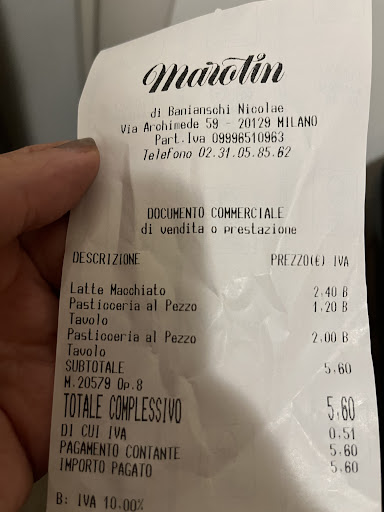 Marotin
di Banianschi Nicolae
Via Archimede 59 - 20129 MILANO
Part.Iva 09996510963
Telefono 02.31.05.85.62
DOCUMENTO COMMERCIALE
di vendita o prestazione
DESCRIZIONE PREZZO(€) IVA
Latte Macchiato 2.40 B
Pasticceria al Pezzo 1.20 B
Tavolo
Pasticceria al Pezzo 2.00 B
Tavolo
SUBTOTALE 5.60
M.20579 Op.8
TOTALE COMPLESSIVO 5.60
DI CUI IVA 0.51
PAGAMENTO CONTANTE 5.60
IMPORTO PAGATO 5.60
B: IVA 10.00%